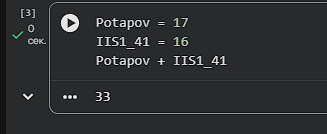 [3]
0
сек.
Potapov = 17
IIS1_41 = 16
Potapov + IIS1_41
33